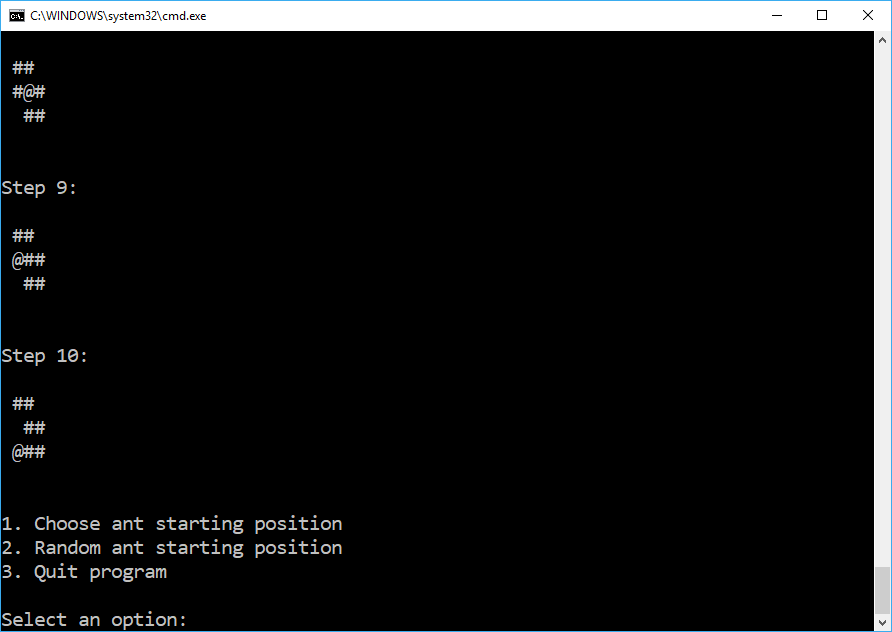 C:\WINDOWS\system32\cmd.exe
 ##
 #@#
  ##
Step 9:
 ##
 @##
  ##
Step 10:
 ##
  ##
 @##
1. Choose ant starting position
2. Random ant starting position
3. Quit program
Select an option: